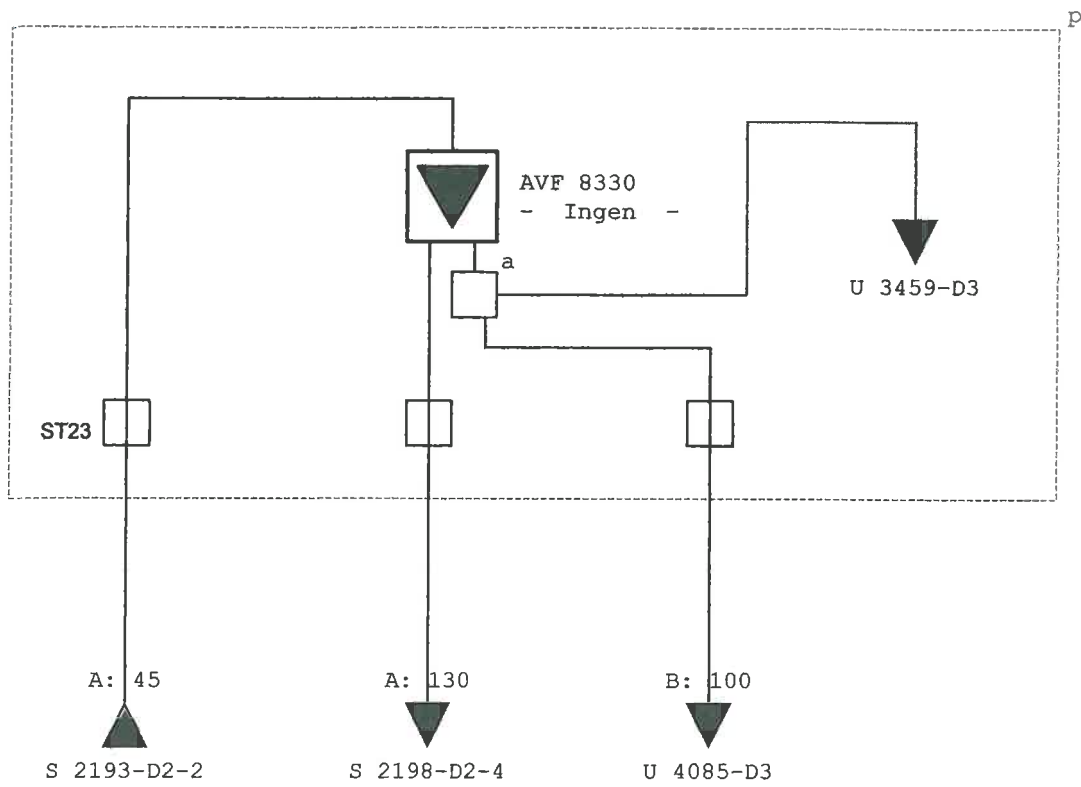 p
AVF 8330
- Ingen -
a
U 3459-D3
ST23
A: 45
A: 130
B: 100
S 2193-D2-2
S 2198-D2-4
U 4085-D3